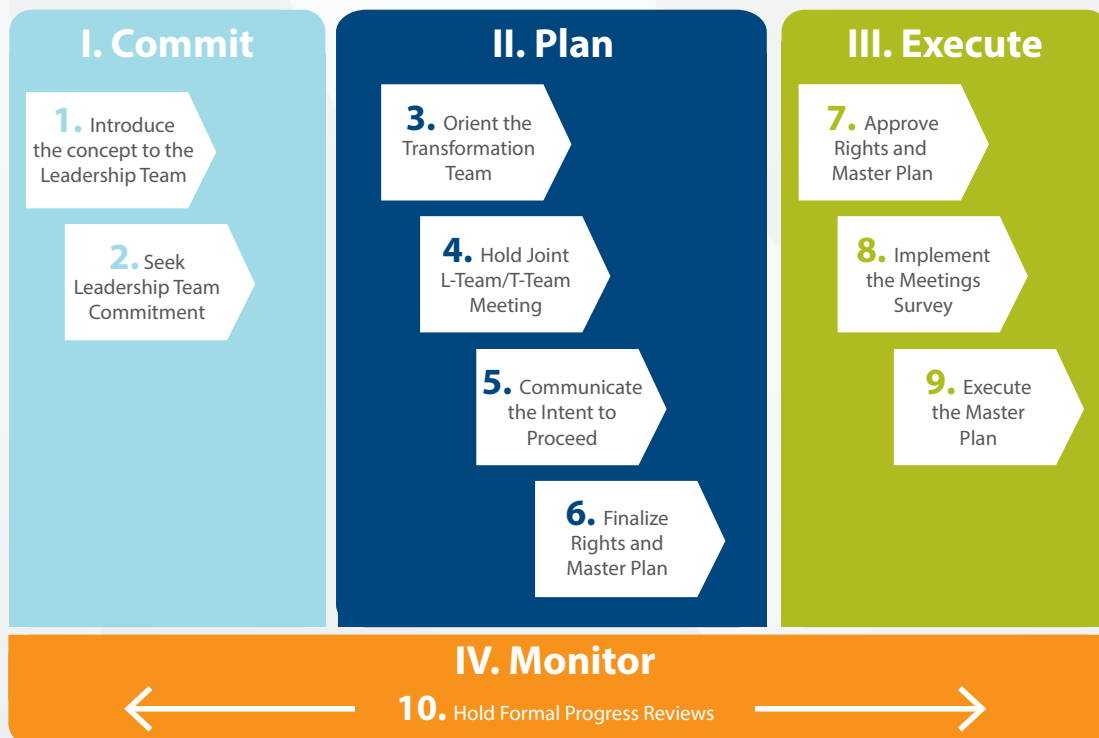 I. Commit
1. Introduce
the concept to the
Leadership Team
2. Seek
Leadership Team
Commitment
II. Plan
3. Orient the
Transformation
Team
4. Hold Joint
L-Team/T-Team
Meeting
5. Communicate
the Intent to
Proceed
6. Finalize
Rights and
Master Plan
III. Execute
7. Approve
Rights and
Master Plan
8. Implement
the Meetings
Survey
9. Execute
the Master
Plan
IV. Monitor
10. Hold Formal Progress Reviews